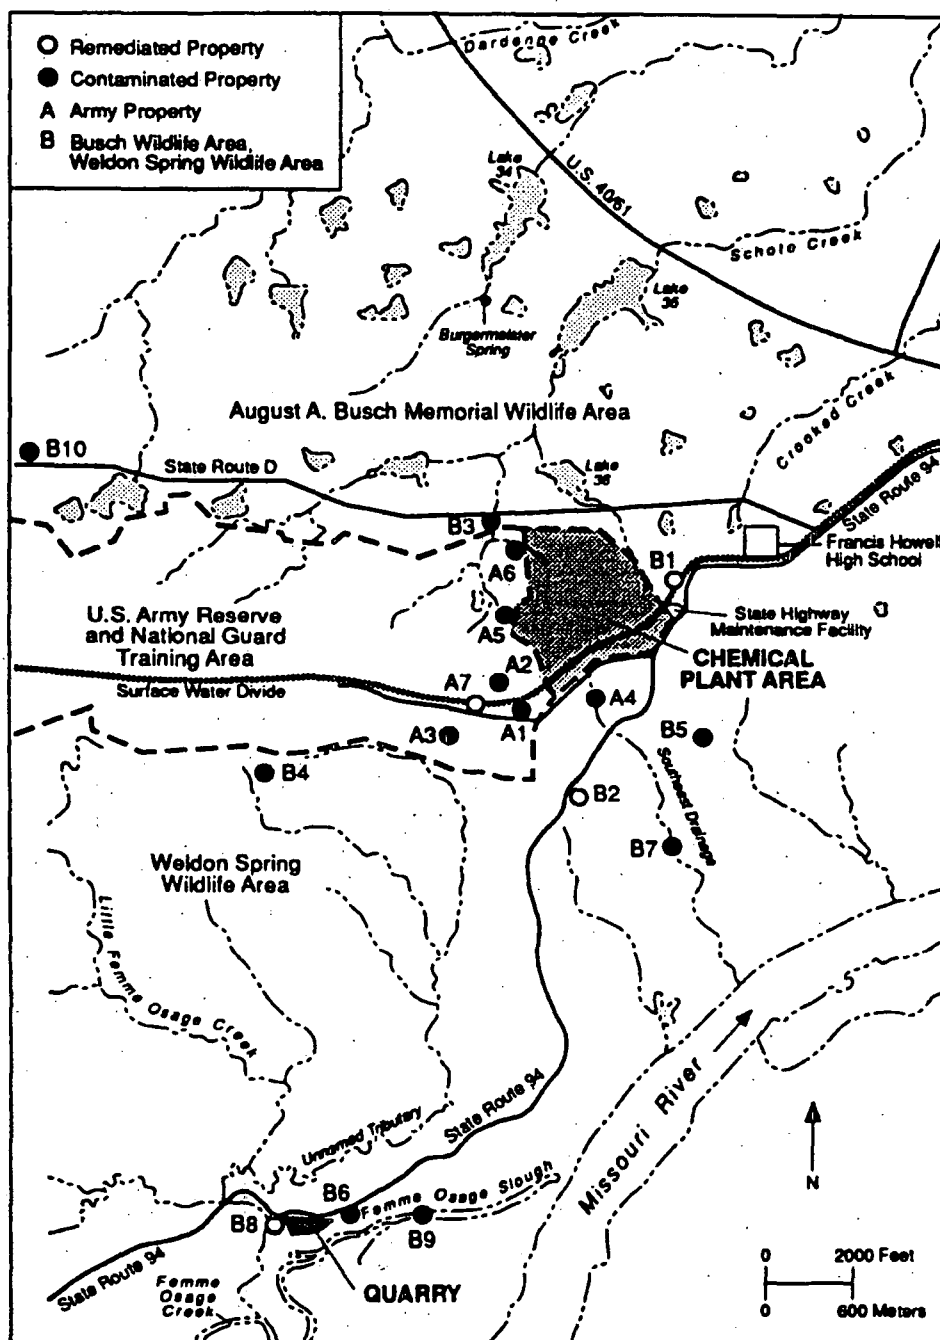 Remediated Property
Contaminated Property
A Army Property
B Busch Wildlife Area,
Weldon Spring Wildlife Area
Dardenne Creek
U.S. 40/61
Lake
34
Schote Creek
Lake
35
Burgermeister
Spring
August A. Busch Memorial Wildlife Area
Crooked Creek
B10
State Route D
Lake
36
State Route 94
B3
Francis Howell
High School
A6
B1
U.S. Army Reserve
and National Guard
Training Area
A5
State Highway
Maintenance Facility
A2
CHEMICAL
PLANT AREA
Surface Water Divide
A7
A4
A3
A1
B5
B4
B2
Southeast Drainage
B7
Weldon Spring
Wildlife Area
Little Femme Osage Creek
State Route 94
Missouri River
Unnamed Tributary
N
B6
Femme Osage Slough
B8
B9
State Route 94
QUARRY
Femme
Osage
Creek
0 2000 Feet
0 600 Meters